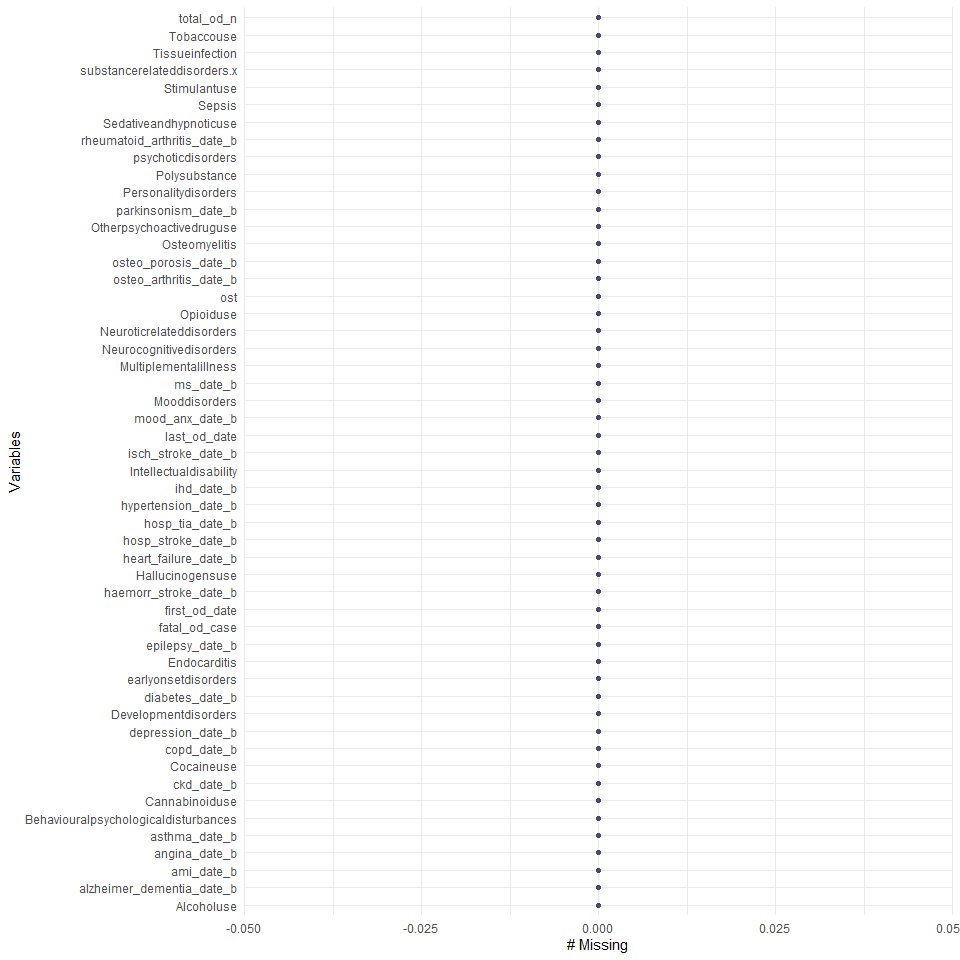 total_od_n
Tobaccouse
Tissueinfection
substancerelateddisorders.x
Stimulantuse
Sepsis
Sedativeandhypnoticuse
rheumatoid_arthritis_date_b
psychoticdisorders
Polysubstance
Personalitydisorders
parkinsonism_date_b
Otherpsychoactivedruguse
Osteomyelitis
osteo_porosis_date_b
osteo_arthritis_date_b
ost
Opioiduse
Neuroticrelateddisorders
Neurocognitivedisorders
Multiplementalillness
ms_date_b
Mooddisorders
mood_anx_date_b
last_od_date
isch_stroke_date_b
Intellectualdisability
ihd_date_b
hypertension_date_b
hosp_tia_date_b
hosp_stroke_date_b
heart_failure_date_b
Hallucinogensuse
haemorr_stroke_date_b
first_od_date
fatal_od_case
epilepsy_date_b
Endocarditis
earlyonsetdisorders
diabetes_date_b
Developmentdisorders
depression_date_b
copd_date_b
Cocaineuse
ckd_date_b
Cannabinoiduse
Behaviouralpsychologicaldisturbances
asthma_date_b
angina_date_b
ami_date_b
alzheimer_dementia_date_b
Alcoholuse
Variables
-0.050 -0.025 0.000 0.025 0.05
# Missing